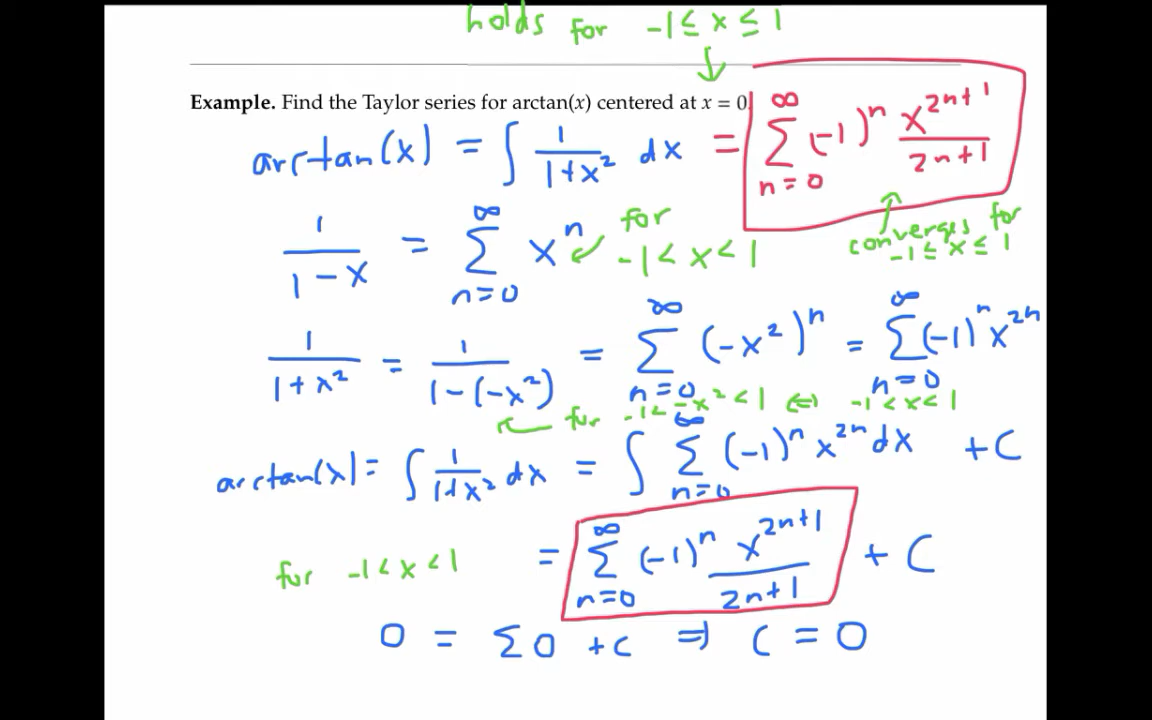 holds for -1 ≤ x ≤ 1
↓
Example. Find the Taylor series for arctan(x) centered at x = 0.
arctan(x) = ∫ 1/(1+x²) dx = ∑_{n=0}^{∞} (-1)^n x^{2n+1}/(2n+1)
converges for -1 ≤ x ≤ 1
1/(1-x) = ∑_{n=0}^{∞} x^n for -1 < x < 1
1/(1+x²) = 1/(1-(-x²)) = ∑_{n=0}^{∞} (-x²)^n = ∑_{n=0}^{∞} (-1)^n x^{2n}
for -1 < -x² < 1 ⇔ -1 < x < 1
arctan(x) = ∫ 1/(1+x²) dx = ∫ ∑_{n=0}^{∞} (-1)^n x^{2n} dx + C
for -1 < x < 1 = ∑_{n=0}^{∞} (-1)^n x^{2n+1}/(2n+1) + C
0 = ∑ 0 + C ⇒ C = 0